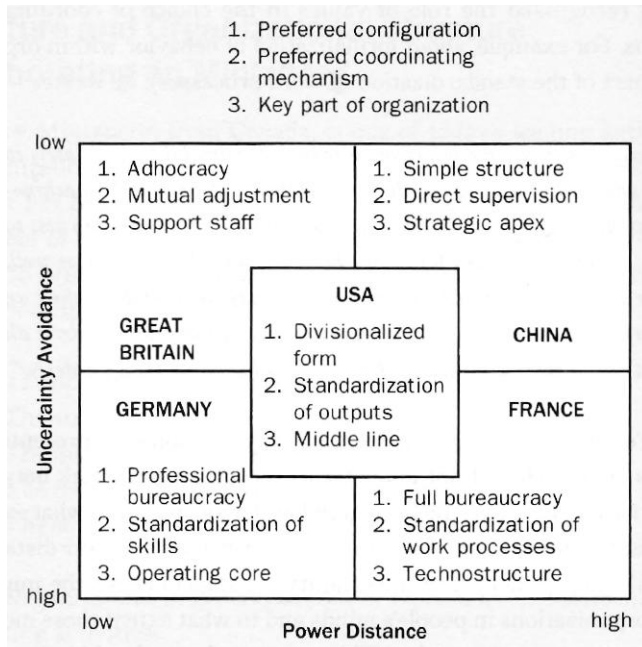 1. Preferred configuration
2. Preferred coordinating
mechanism
3. Key part of organization
low
1. Adhocracy
2. Mutual adjustment
3. Support staff
1. Simple structure
2. Direct supervision
3. Strategic apex
USA
1. Divisionalized
form
2. Standardization
of outputs
3. Middle line
GREAT
BRITAIN
CHINA
GERMANY
FRANCE
1. Professional
bureaucracy
2. Standardization of
skills
3. Operating core
1. Full bureaucracy
2. Standardization of
work processes
3. Technostructure
Uncertainty Avoidance
high
low
high
Power Distance